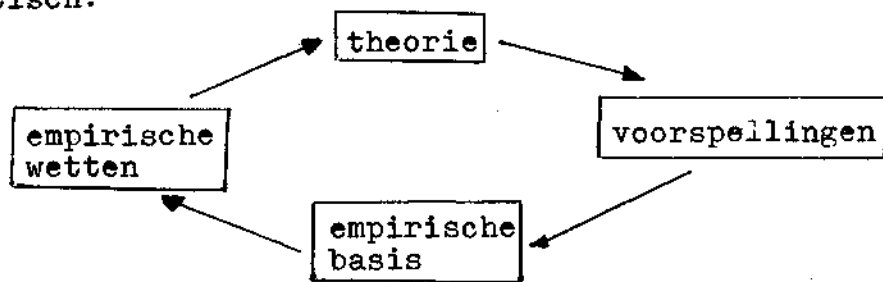 theorie
empirische
wetten
voorspellingen
empirische
basis